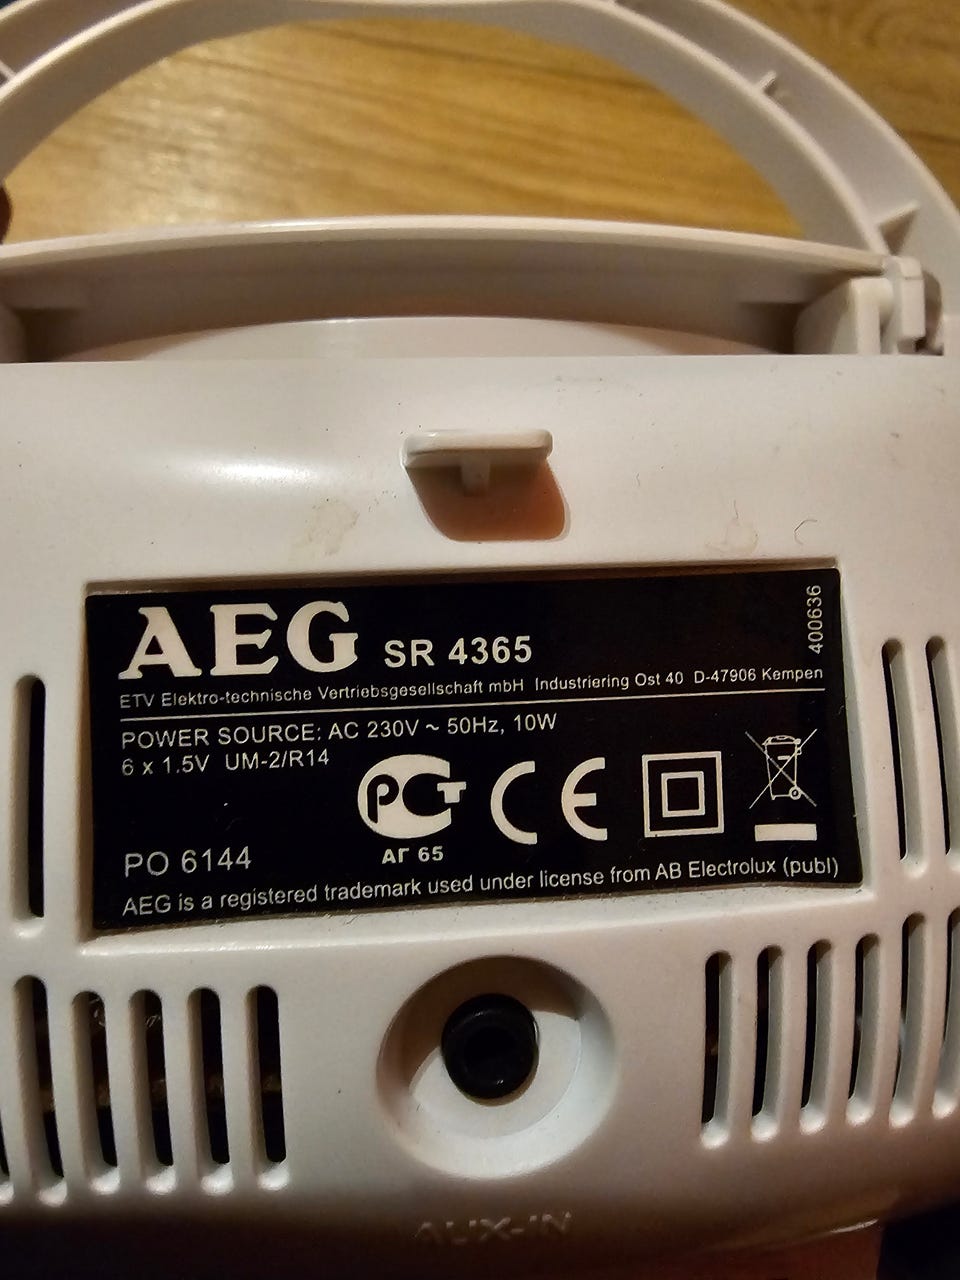 AEG SR 4365
400636
ETV Elektro-technische Vertriebsgesellschaft mbH Industriering Ost 40 D-47906 Kempen
POWER SOURCE: AC 230V ~ 50Hz, 10W
6 x 1.5V UM-2/R14
РСТ CE
АГ 65
PO 6144
AEG is a registered trademark used under license from AB Electrolux (publ)
AUX-IN